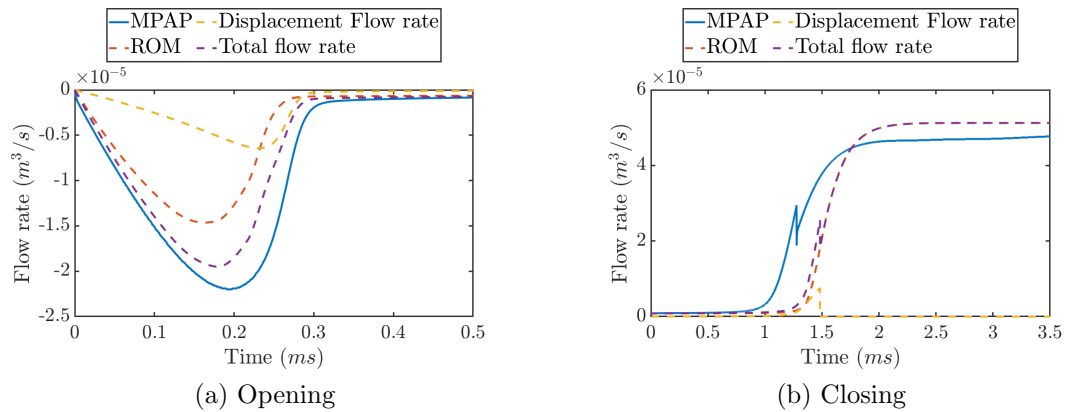 MPAP Displacement Flow rate
ROM Total flow rate
×10⁻⁵
0
-0.5
-1
-1.5
-2
-2.5
Flow rate (m³/s)
0 0.1 0.2 0.3 0.4 0.5
Time (ms)
(a) Opening
MPAP Displacement Flow rate
ROM Total flow rate
×10⁻⁵
6
4
2
0
Flow rate (m³/s)
0 0.5 1 1.5 2 2.5 3 3.5
Time (ms)
(b) Closing